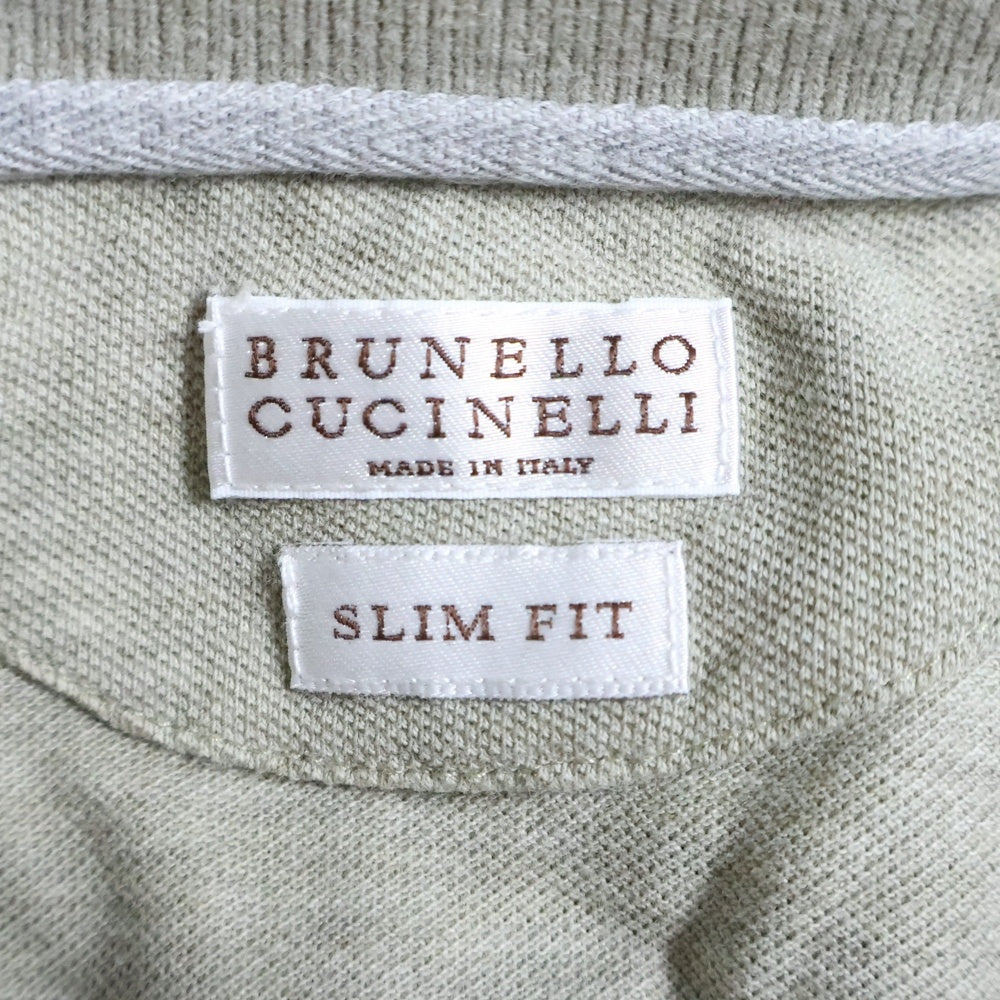 BRUNELLO
CUCINELLI
MADE IN ITALY
SLIM FIT